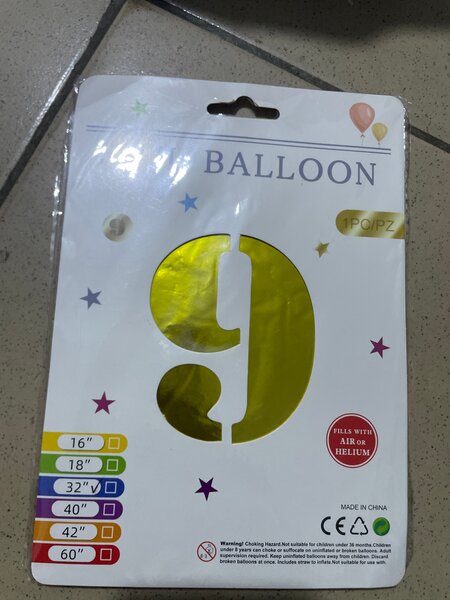 BALLOON
9
1PC/PZ
9
16"
18"
32" √
40"
42"
60"
FILLS WITH
AIR OR
HELIUM
MADE IN CHINA
CE
Warning! Choking Hazard.Not suitable for children under 36 months.Children
under 8 years can choke or suffocate on uninflated or broken balloons. Adult
supervision required. Keep uninflated balloons away from children. Discard
broken balloons at once. Includes straw to inflate.Not suitable for use with